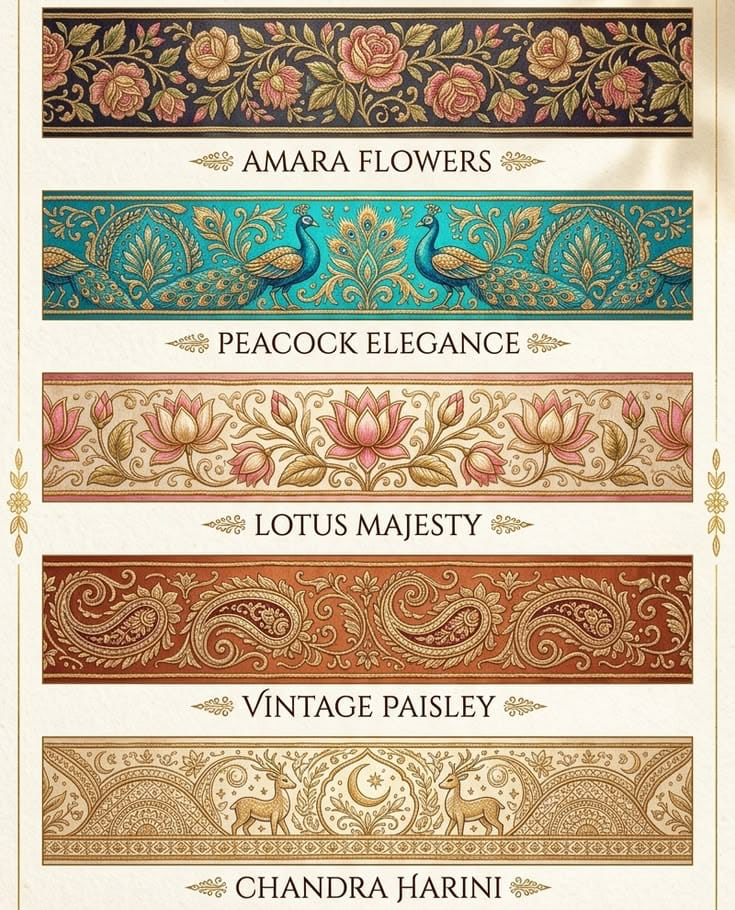 AMARA FLOWERS
PEACOCK ELEGANCE
LOTUS MAJESTY
VINTAGE PAISLEY
CHANDRA HARINI